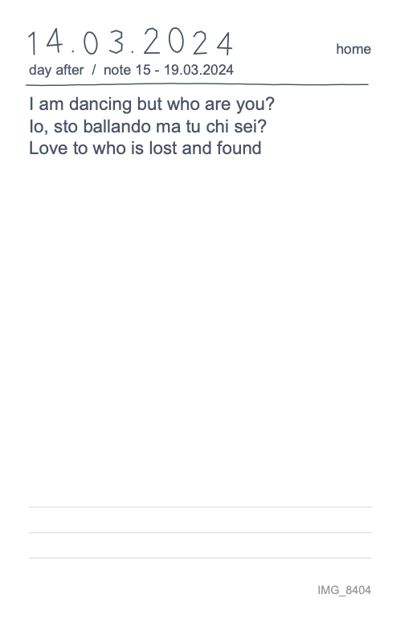 14.03.2024
home
day after / note 15 - 19.03.2024
I am dancing but who are you?
Io, sto ballando ma tu chi sei?
Love to who is lost and found
IMG_8404